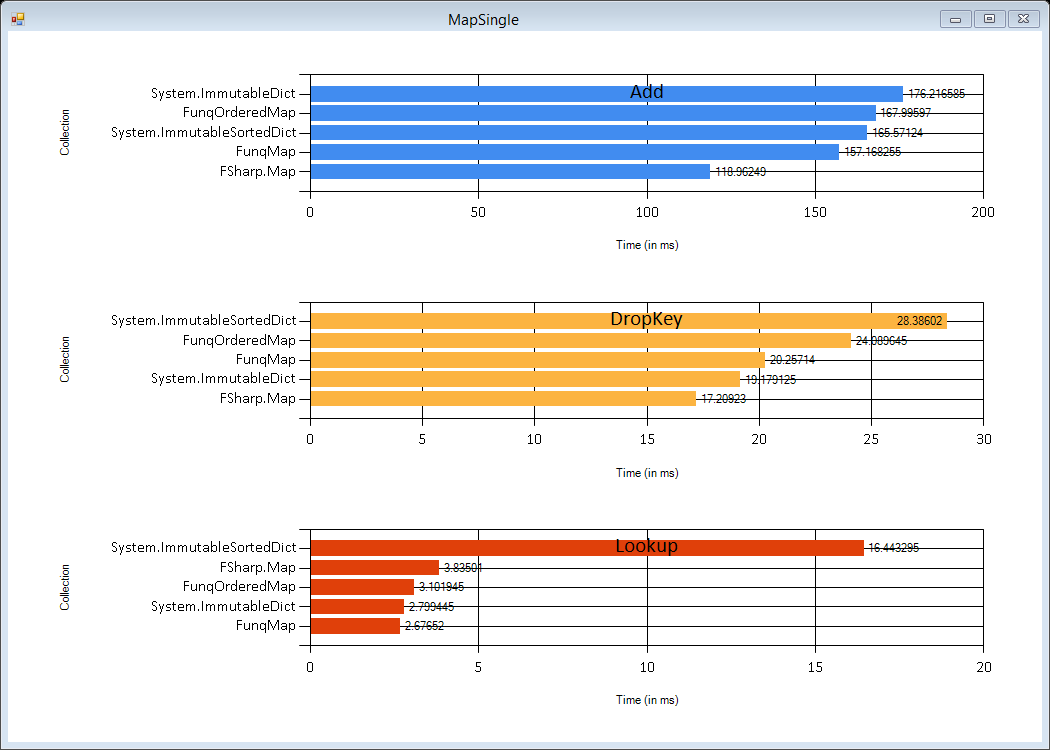 MapSingle
Add
Collection
System.ImmutableDict 176.216585
FunqOrderedMap 167.99597
System.ImmutableSortedDict 165.57124
FunqMap 157.168255
FSharp.Map 118.96249
0 50 100 150 200
Time (in ms)
DropKey
Collection
System.ImmutableSortedDict 28.38602
FunqOrderedMap 24.089645
FunqMap 20.25714
System.ImmutableDict 19.179125
FSharp.Map 17.20923
0 5 10 15 20 25 30
Time (in ms)
Lookup
Collection
System.ImmutableSortedDict 16.443295
FSharp.Map 3.83501
FunqOrderedMap 3.101945
System.ImmutableDict 2.799445
FunqMap 2.67652
0 5 10 15 20
Time (in ms)